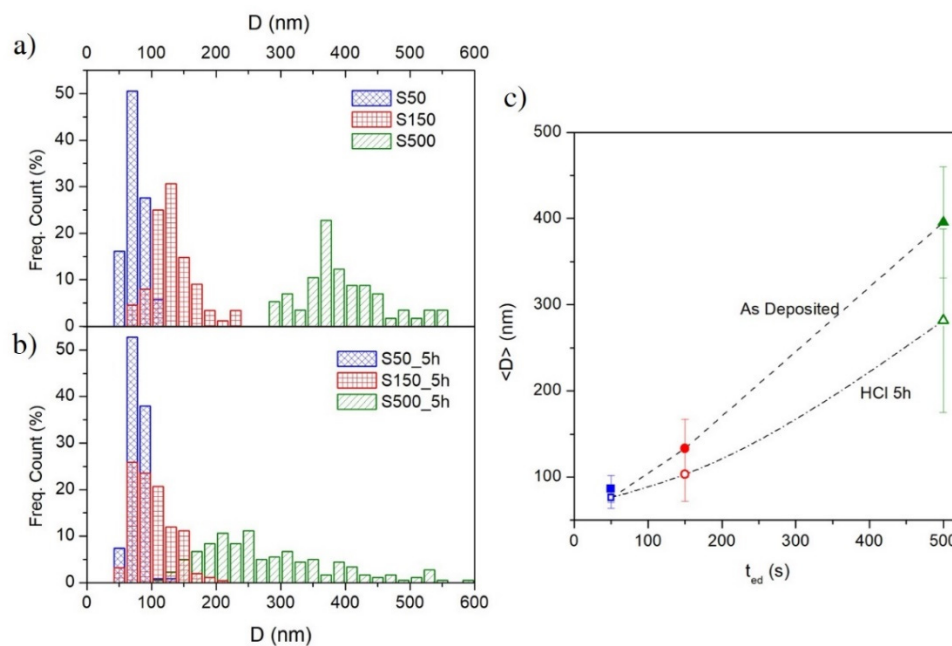 D (nm)
a)
0 100 200 300 400 500 600
50
40
30
20
10
0
Freq. Count (%)
S50
S150
S500
b)
50
40
30
20
10
0
Freq. Count (%)
S50_5h
S150_5h
S500_5h
0 100 200 300 400 500 600
D (nm)
c)
500
400
300
200
100
<D> (nm)
As Deposited
HCl 5h
0 100 200 300 400 500
t_ed (s)